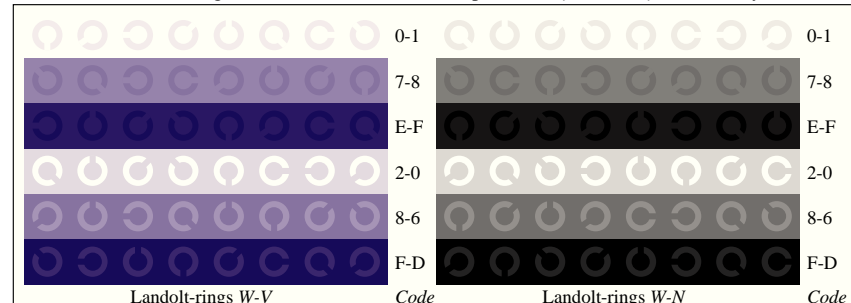 0-1 0-1
7-8 7-8
E-F E-F
2-0 2-0
8-6 8-6
F-D F-D
Landolt-rings W-V Code Landolt-rings W-N Code